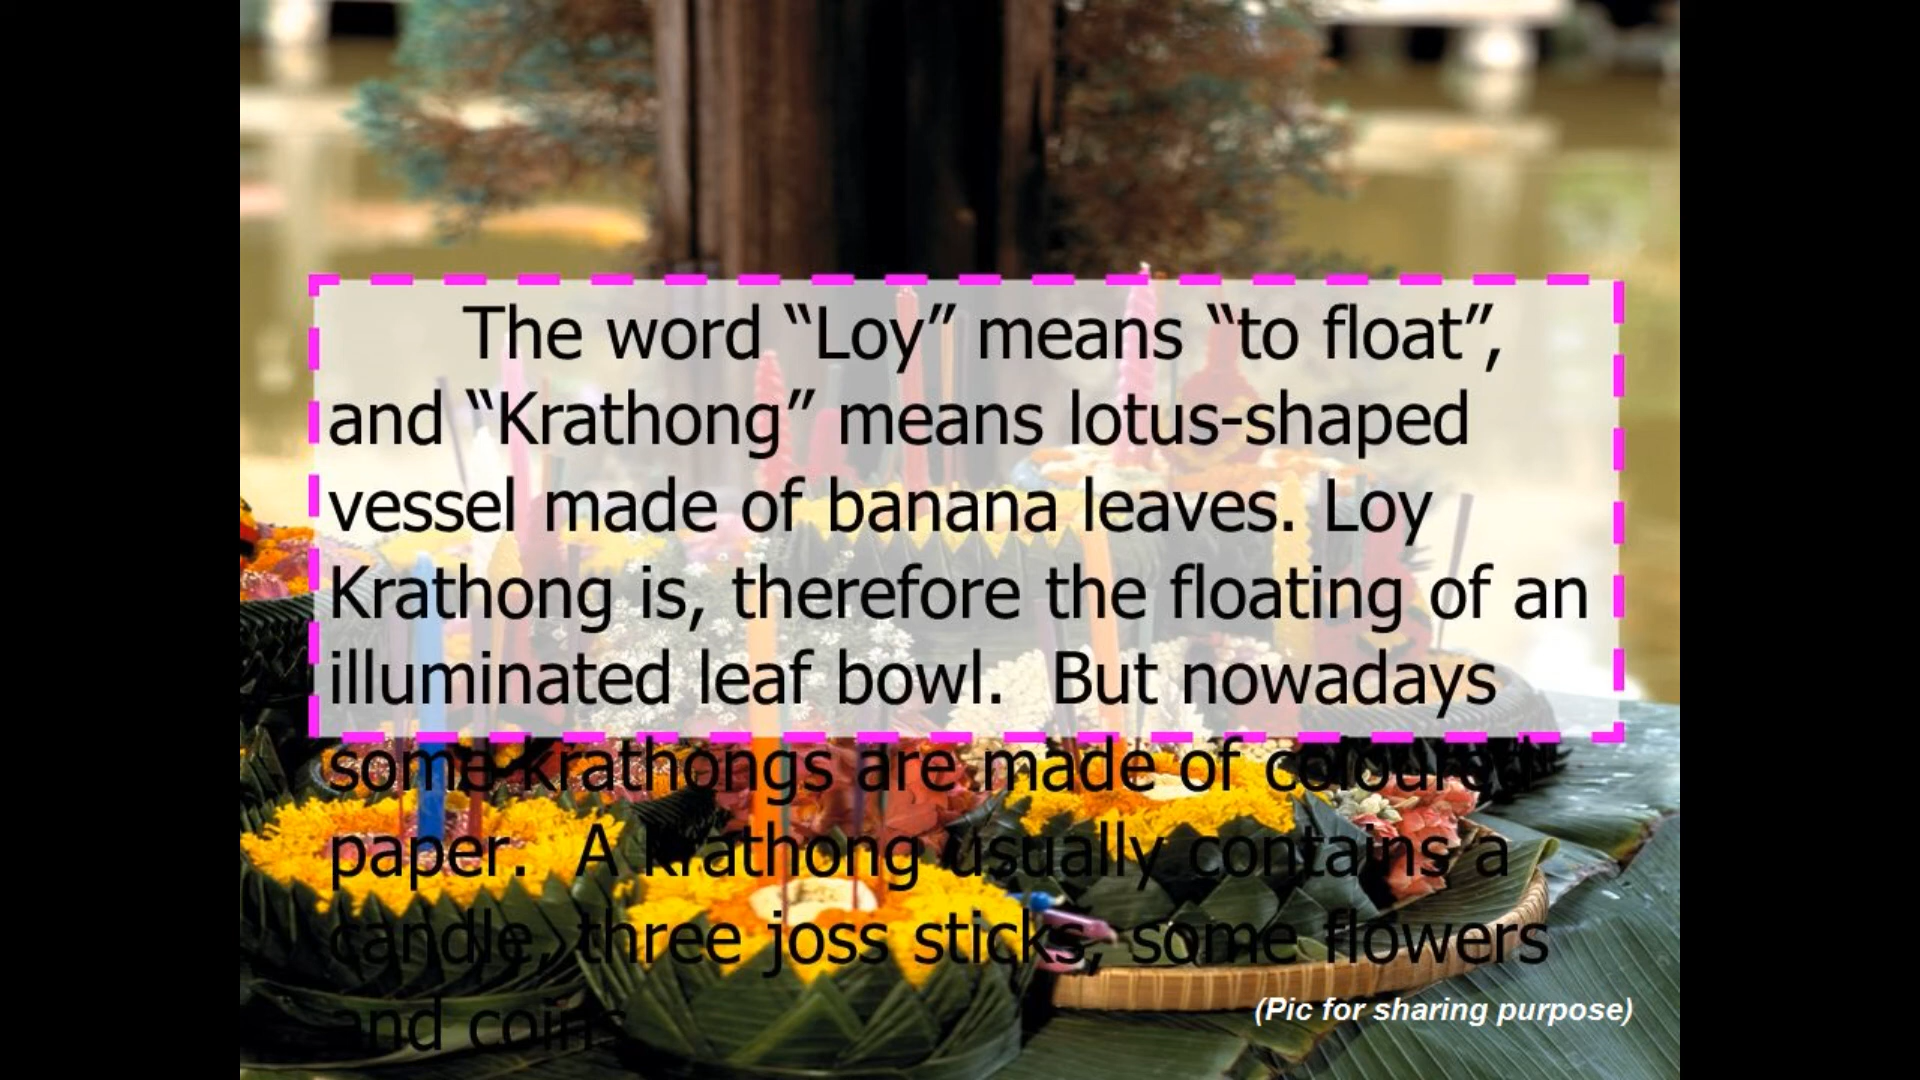 The word “Loy” means “to float”,
and “Krathong” means lotus-shaped
vessel made of banana leaves. Loy
Krathong is, therefore the floating of an
illuminated leaf bowl.  But nowadays
some krathongs are made of coloured
paper.  A krathong usually contains a
candle, three joss sticks, some flowers
and coins.
(Pic for sharing purpose)